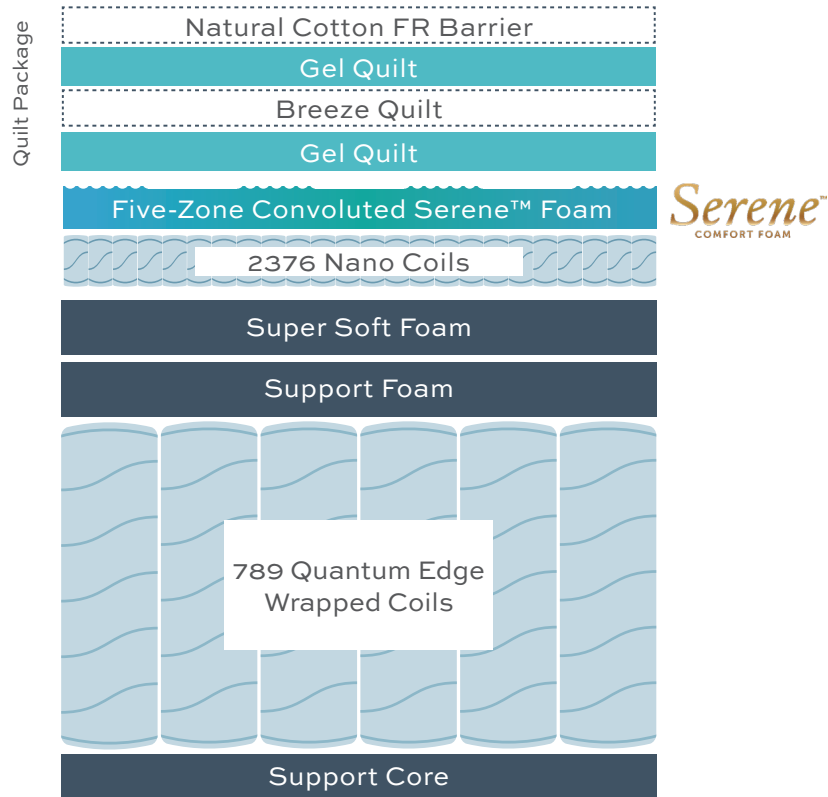 Quilt Package
Natural Cotton FR Barrier
Gel Quilt
Breeze Quilt
Gel Quilt
Five-Zone Convoluted Serene™ Foam
Serene™
COMFORT FOAM
2376 Nano Coils
Super Soft Foam
Support Foam
789 Quantum Edge
Wrapped Coils
Support Core